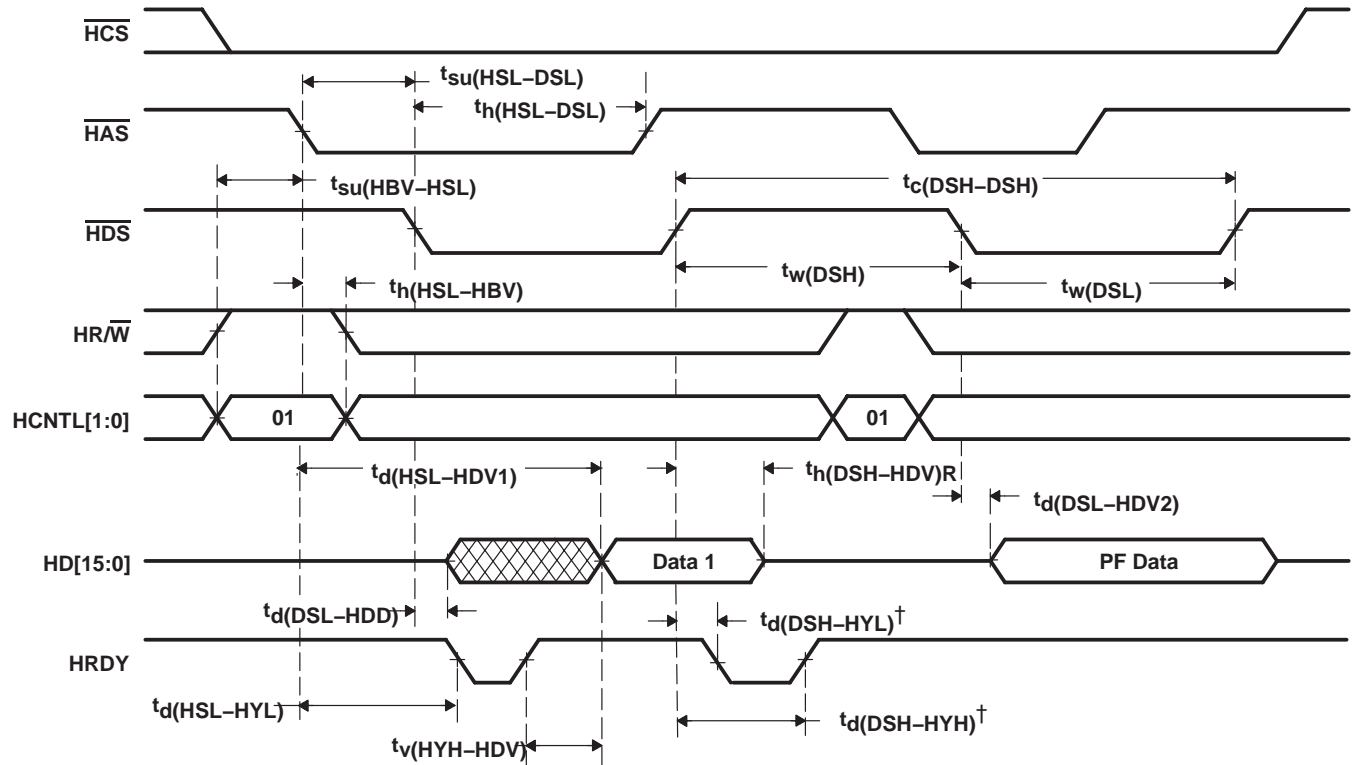 HCS
tsu(HSL–DSL)
th(HSL–DSL)
HAS
tsu(HBV–HSL)
tc(DSH–DSH)
HDS
tw(DSH)
tw(DSL)
th(HSL–HBV)
HR/W
HCNTL[1:0]
01
01
td(HSL–HDV1)
th(DSH–HDV)R
td(DSL–HDV2)
HD[15:0]
Data 1
PF Data
td(DSL–HDD)
td(DSH–HYL)†
HRDY
td(HSL–HYL)
td(DSH–HYH)†
tv(HYH–HDV)